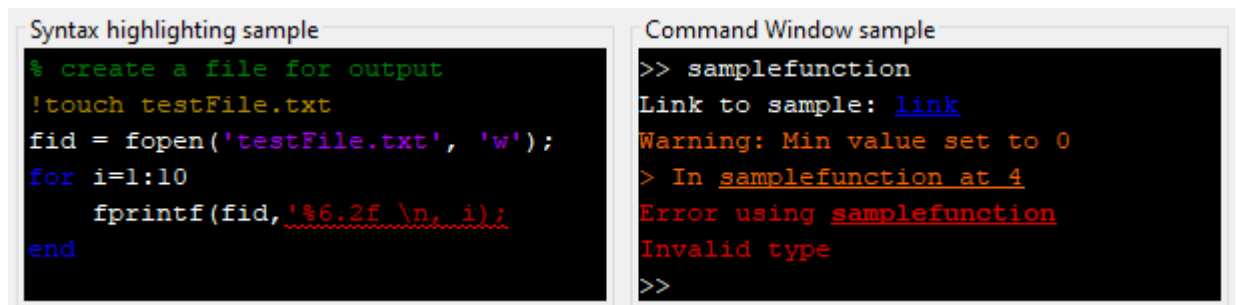 Syntax highlighting sample
% create a file for output
!touch testFile.txt
fid = fopen('testFile.txt', 'w');
for i=1:10
    fprintf(fid,'%6.2f \n, i);
end
Command Window sample
>> samplefunction
Link to sample: link
Warning: Min value set to 0
> In samplefunction at 4
Error using samplefunction
Invalid type
>>